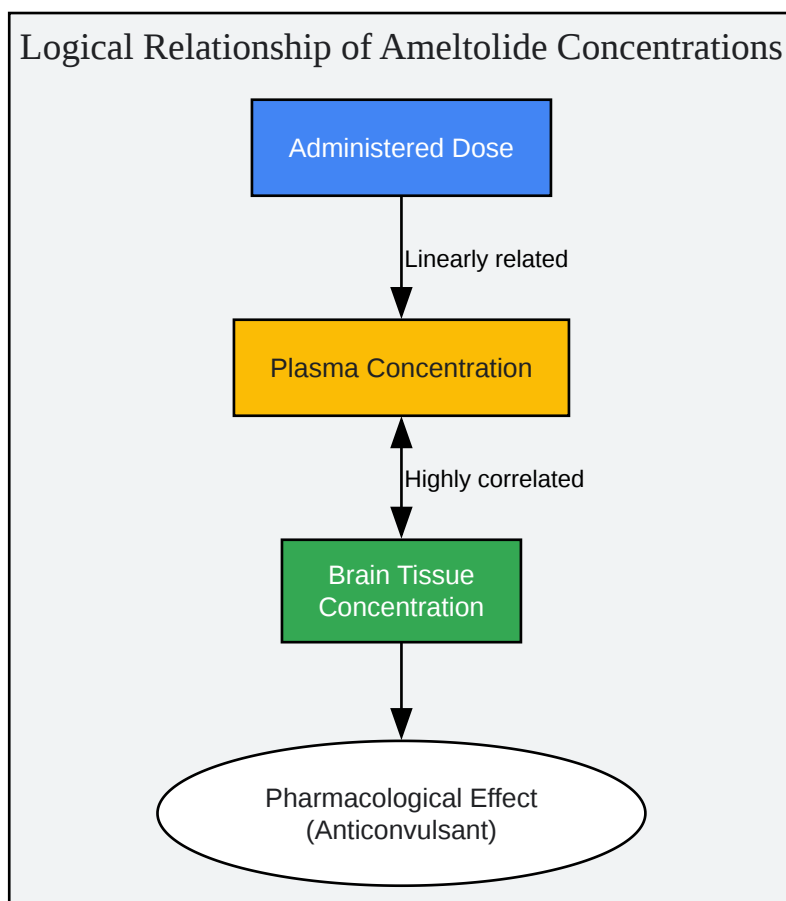 Logical Relationship of Ameltolide Concentrations
Administered Dose
Linearly related
Plasma Concentration
Highly correlated
Brain Tissue
Concentration
Pharmacological Effect
(Anticonvulsant)